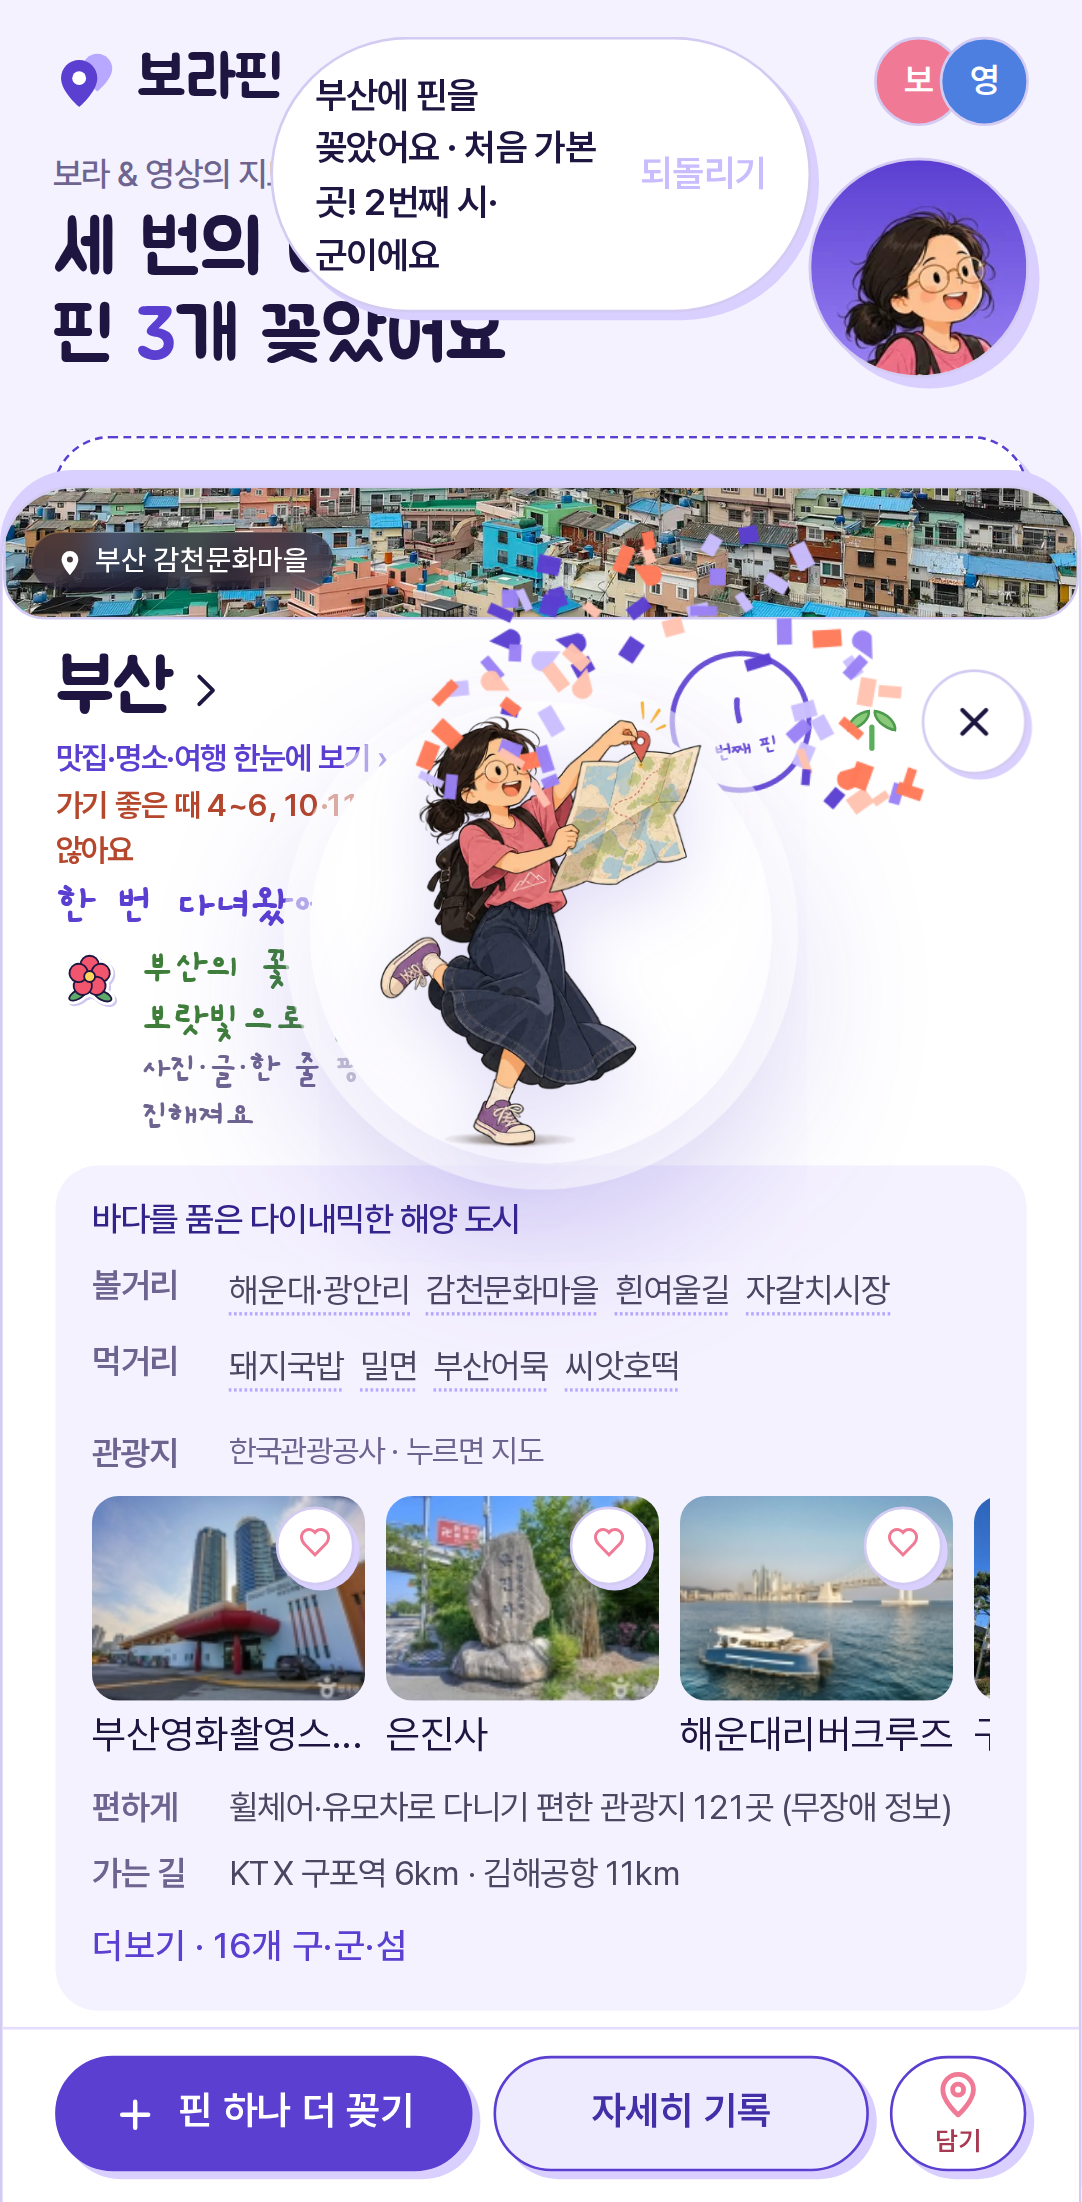 보라핀
부산에 핀을
꽂았어요 · 처음 가본
곳! 2번째 시·
군이에요
되돌리기
보 영
보라 & 영상의 지
세 번의
핀 3개 꽂았어요
부산 감천문화마을
부산
번째 핀
맛집·명소·여행 한눈에 보기 ›
가기 좋은 때 4~6, 10·11
않아요
한 번 다녀왔
부산의 꽃
보랏빛으로
사진·글·한 줄
진해져요
바다를 품은 다이내믹한 해양 도시
볼거리 해운대·광안리 감천문화마을 흰여울길 자갈치시장
먹거리 돼지국밥 밀면 부산어묵 씨앗호떡
관광지 한국관광공사 · 누르면 지도
부산영화촬영스... 은진사 해운대리버크루즈
편하게 휠체어·유모차로 다니기 편한 관광지 121곳 (무장애 정보)
가는 길 KTX 구포역 6km · 김해공항 11km
더보기 · 16개 구·군·섬
+ 핀 하나 더 꽂기
자세히 기록
담기